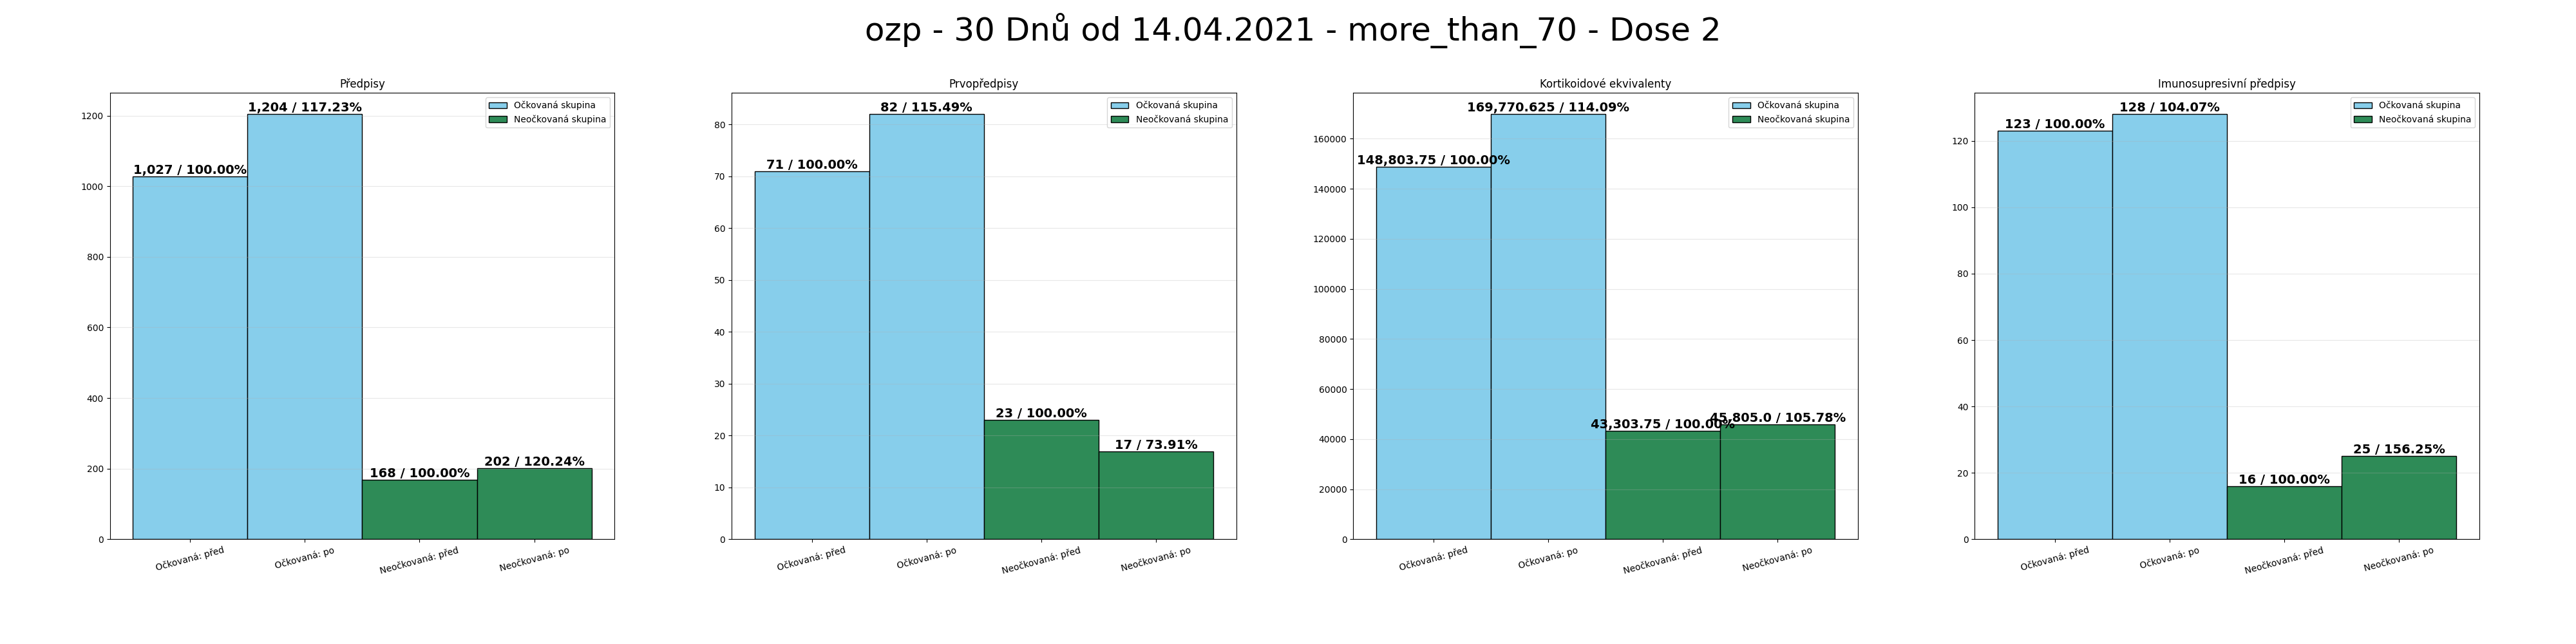 ozp - 30 Dnů od 14.04.2021 - more_than_70 - Dose 2
Předpisy
1,204 / 117.23%
1,027 / 100.00%
168 / 100.00%
202 / 120.24%
Očkovaná skupina
Neočkovaná skupina
1200
1000
800
600
400
200
0
Očkovaná: před
Očkovaná: po
Neočkovaná: před
Neočkovaná: po
Prvopředpisy
82 / 115.49%
71 / 100.00%
23 / 100.00%
17 / 73.91%
Očkovaná skupina
Neočkovaná skupina
80
70
60
50
40
30
20
10
0
Očkovaná: před
Očkovaná: po
Neočkovaná: před
Neočkovaná: po
Kortikoidové ekvivalenty
169,770.625 / 114.09%
148,803.75 / 100.00%
43,303.75 / 100.00%
45,805.0 / 105.78%
Očkovaná skupina
Neočkovaná skupina
160000
140000
120000
100000
80000
60000
40000
20000
0
Očkovaná: před
Očkovaná: po
Neočkovaná: před
Neočkovaná: po
Imunosupresivní předpisy
128 / 104.07%
123 / 100.00%
16 / 100.00%
25 / 156.25%
Očkovaná skupina
Neočkovaná skupina
120
100
80
60
40
20
0
Očkovaná: před
Očkovaná: po
Neočkovaná: před
Neočkovaná: po